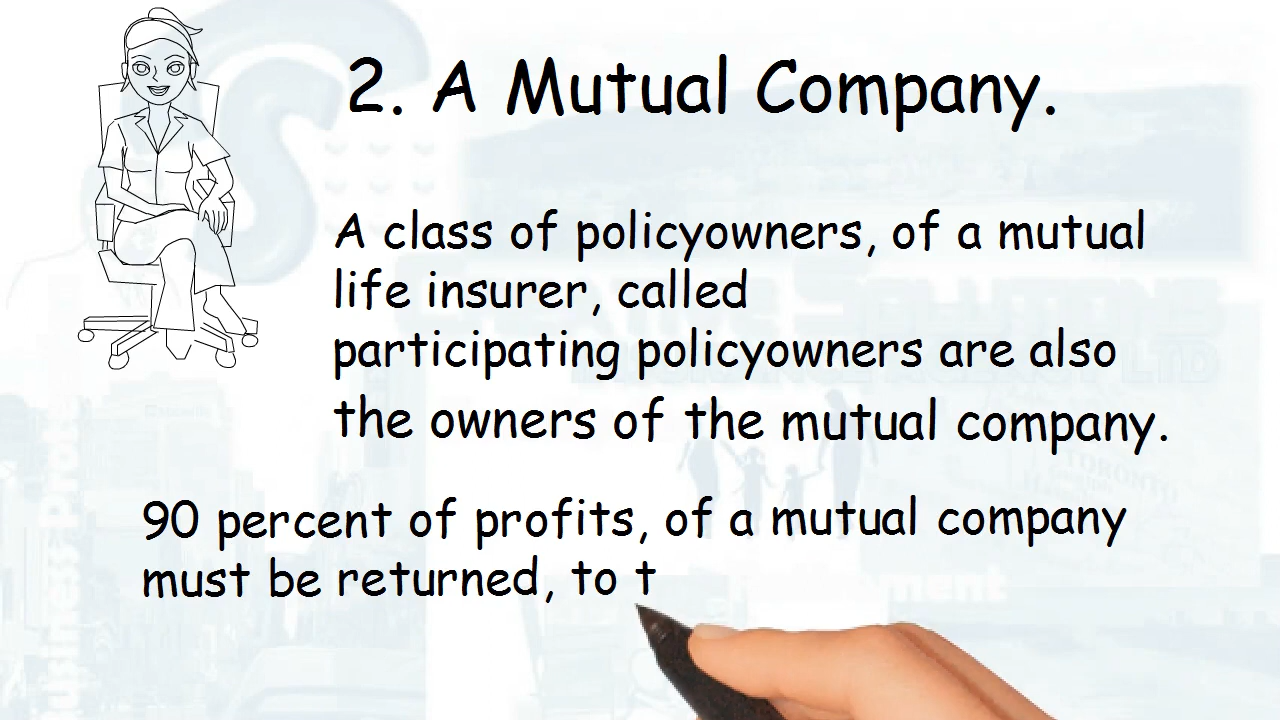 2. A Mutual Company.
A class of policyowners, of a mutual
life insurer, called
participating policyowners are also
the owners of the mutual company.
90 percent of profits, of a mutual company
must be returned, to t